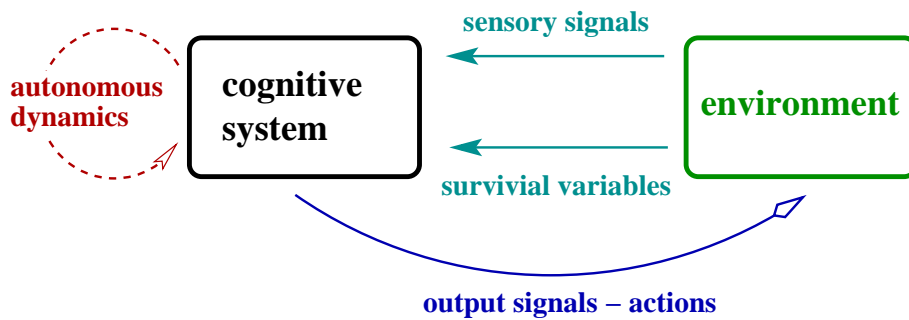 sensory signals
autonomous
dynamics
cognitive
system
environment
survivial variables
output signals – actions